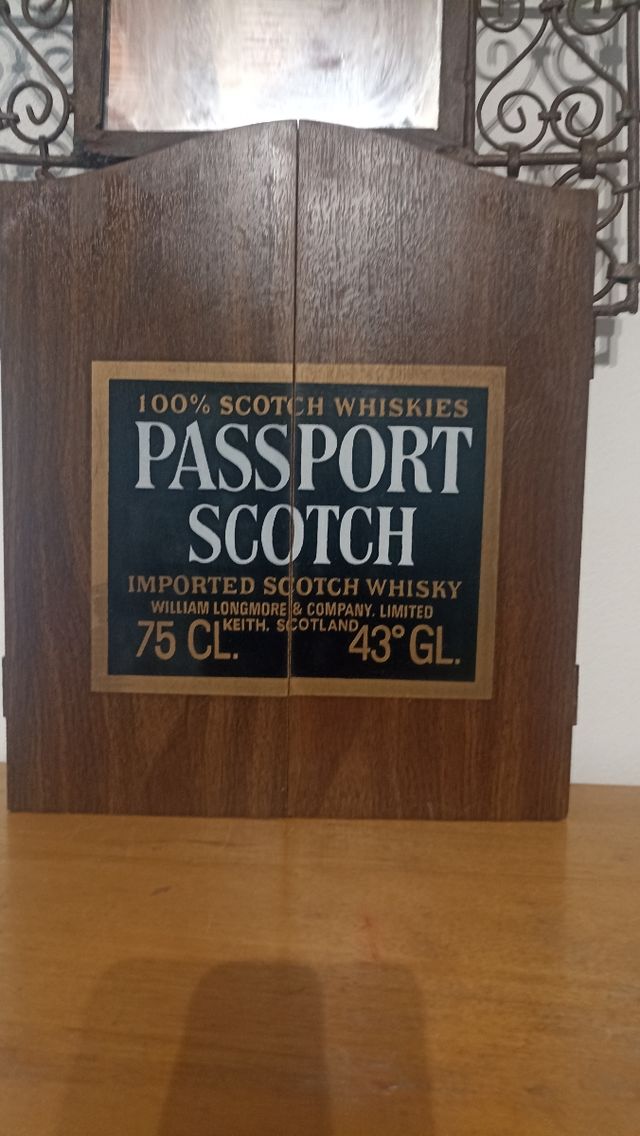 100% SCOTCH WHISKIES
PASSPORT
SCOTCH
IMPORTED SCOTCH WHISKY
WILLIAM LONGMORE & COMPANY. LIMITED
KEITH. SCOTLAND
75 CL. 43° GL.